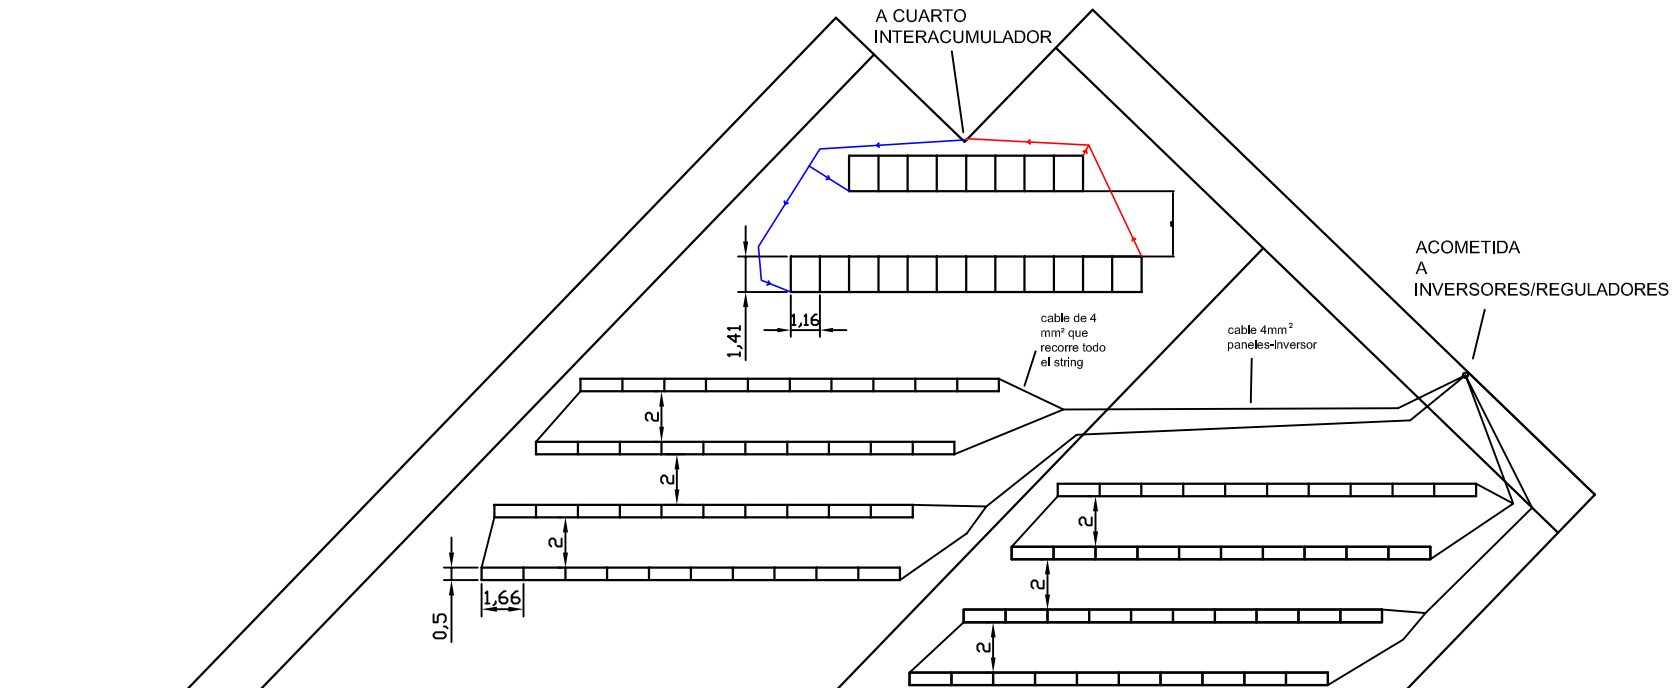 A CUARTO
INTERACUMULADOR
ACOMETIDA
A
INVERSORES/REGULADORES
1,41
1,16
cable de 4
mm² que
recorre todo
el string
cable 4mm²
paneles-Inversor
2
2
2
2
2
2
0,5
1,66